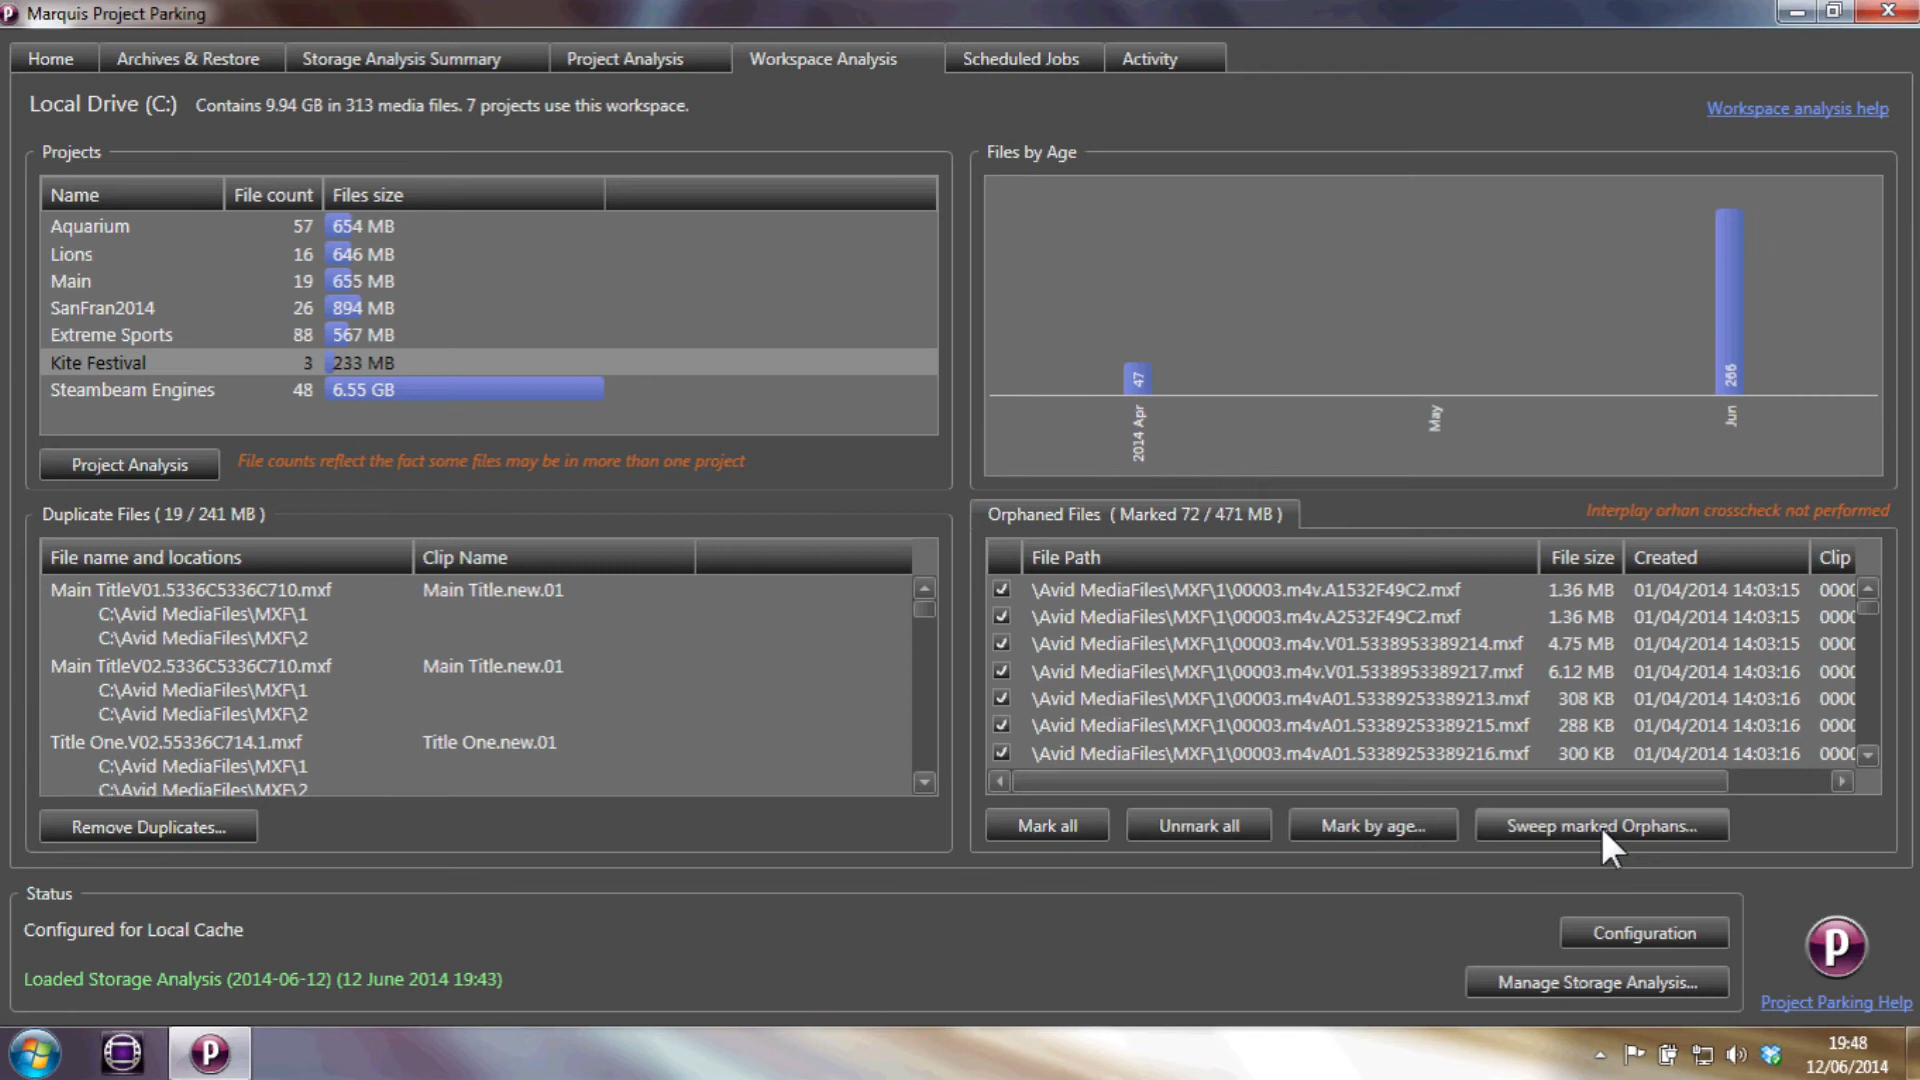 Marquis Project Parking
Home
Archives & Restore
Storage Analysis Summary
Project Analysis
Workspace Analysis
Scheduled Jobs
Activity
Local Drive (C:) Contains 9.94 GB in 313 media files. 7 projects use this workspace.
Workspace analysis help
Projects
Name File count Files size
Aquarium 57 654 MB
Lions 16 646 MB
Main 19 655 MB
SanFran2014 26 894 MB
Extreme Sports 88 567 MB
Kite Festival 3 233 MB
Steambeam Engines 48 6.55 GB
Project Analysis
File counts reflect the fact some files may be in more than one project
Files by Age
47
266
2014 Apr
May
Jun
Duplicate Files ( 19 / 241 MB )
File name and locations Clip Name
Main TitleV01.5336C5336C710.mxf Main Title.new.01
C:\Avid MediaFiles\MXF\1
C:\Avid MediaFiles\MXF\2
Main TitleV02.5336C5336C710.mxf Main Title.new.01
C:\Avid MediaFiles\MXF\1
C:\Avid MediaFiles\MXF\2
Title One.V02.55336C714.1.mxf Title One.new.01
C:\Avid MediaFiles\MXF\1
C:\Avid MediaFiles\MXF\2
Remove Duplicates...
Orphaned Files ( Marked 72 / 471 MB )
Interplay orhan crosscheck not performed
File Path File size Created Clip
\Avid MediaFiles\MXF\1\00003.m4v.A1532F49C2.mxf 1.36 MB 01/04/2014 14:03:15 0000
\Avid MediaFiles\MXF\1\00003.m4v.A2532F49C2.mxf 1.36 MB 01/04/2014 14:03:15 0000
\Avid MediaFiles\MXF\1\00003.m4v.V01.5338953389214.mxf 4.75 MB 01/04/2014 14:03:15 0000
\Avid MediaFiles\MXF\1\00003.m4v.V01.5338953389217.mxf 6.12 MB 01/04/2014 14:03:16 0000
\Avid MediaFiles\MXF\1\00003.m4vA01.53389253389213.mxf 308 KB 01/04/2014 14:03:16 0000
\Avid MediaFiles\MXF\1\00003.m4vA01.53389253389215.mxf 288 KB 01/04/2014 14:03:16 0000
\Avid MediaFiles\MXF\1\00003.m4vA01.53389253389216.mxf 300 KB 01/04/2014 14:03:16 0000
Mark all
Unmark all
Mark by age...
Sweep marked Orphans...
Status
Configured for Local Cache
Loaded Storage Analysis (2014-06-12) (12 June 2014 19:43)
Configuration
Manage Storage Analysis...
P
Project Parking Help
P
19:48
12/06/2014